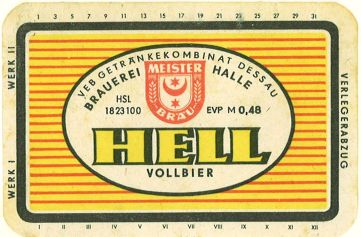 1 3 5 7 9 11 13 15 17 19 21 23 25 27 29 31
WERK II
WERK I
VERLEGERABZUG
VEB GETRÄNKEKOMBINAT DESSAU
BRAUEREI HALLE
MEISTER
BRÄU
HSL
1823100
EVP M 0,48
HELL
VOLLBIER
I II III IV V VI VII VIII IX X XI XII